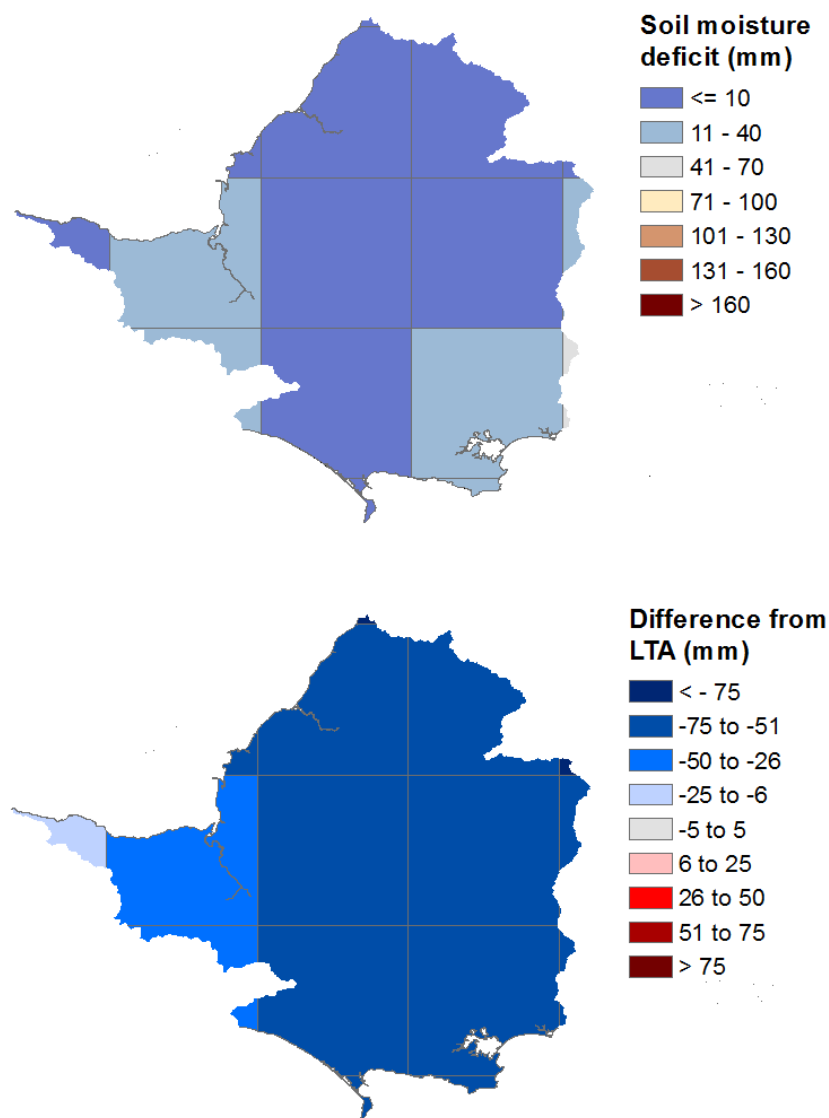 Soil moisture
deficit (mm)
<= 10
11 - 40
41 - 70
71 - 100
101 - 130
131 - 160
> 160
Difference from
LTA (mm)
< - 75
-75 to -51
-50 to -26
-25 to -6
-5 to 5
6 to 25
26 to 50
51 to 75
> 75